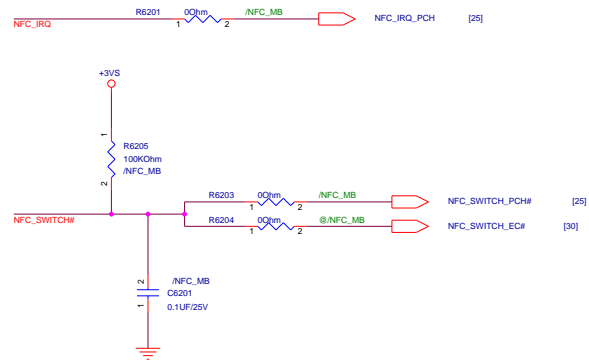 R6201 0Ohm /NFC_MB NFC_IRQ_PCH [25]
NFC_IRQ 1 2
+3VS
1
R6205
100KOhm
/NFC_MB
2
R6203 0Ohm /NFC_MB NFC_SWITCH_PCH# [25]
1 2
NFC_SWITCH# R6204 0Ohm @/NFC_MB NFC_SWITCH_EC# [30]
1 2
2 /NFC_MB
C6201
1 0.1UF/25V